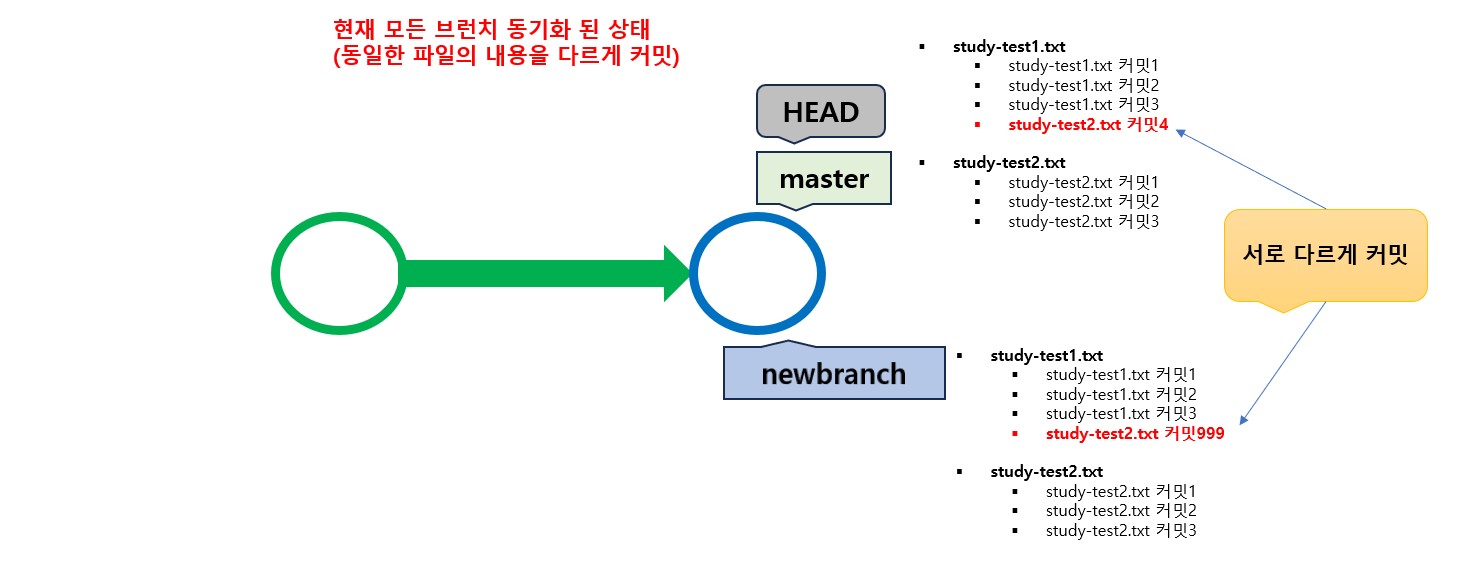 현재 모든 브런치 동기화 된 상태
(동일한 파일의 내용을 다르게 커밋)
HEAD
master
▪ study-test1.txt
▪ study-test1.txt 커밋1
▪ study-test1.txt 커밋2
▪ study-test1.txt 커밋3
▪ study-test2.txt 커밋4
▪ study-test2.txt
▪ study-test2.txt 커밋1
▪ study-test2.txt 커밋2
▪ study-test2.txt 커밋3
서로 다르게 커밋
newbranch
▪ study-test1.txt
▪ study-test1.txt 커밋1
▪ study-test1.txt 커밋2
▪ study-test1.txt 커밋3
▪ study-test2.txt 커밋999
▪ study-test2.txt
▪ study-test2.txt 커밋1
▪ study-test2.txt 커밋2
▪ study-test2.txt 커밋3